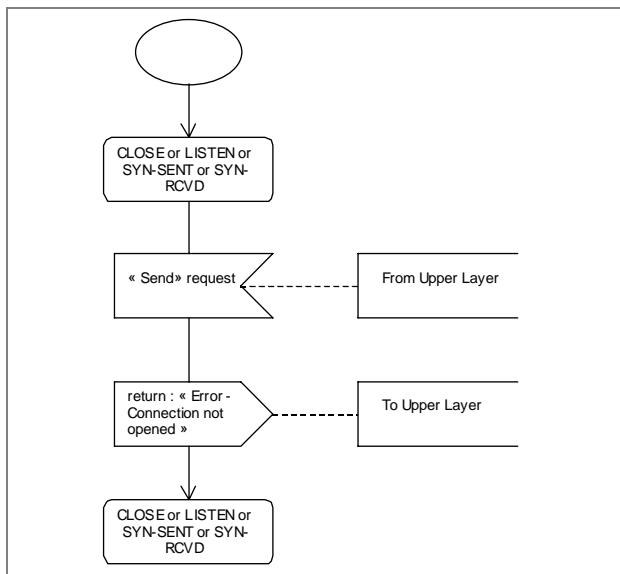 CLOSE or LISTEN or
SYN-SENT or SYN-
RCVD
« Send» request
From Upper Layer
return : « Error -
Connection not
opened »
To Upper Layer
CLOSE or LISTEN or
SYN-SENT or SYN-
RCVD